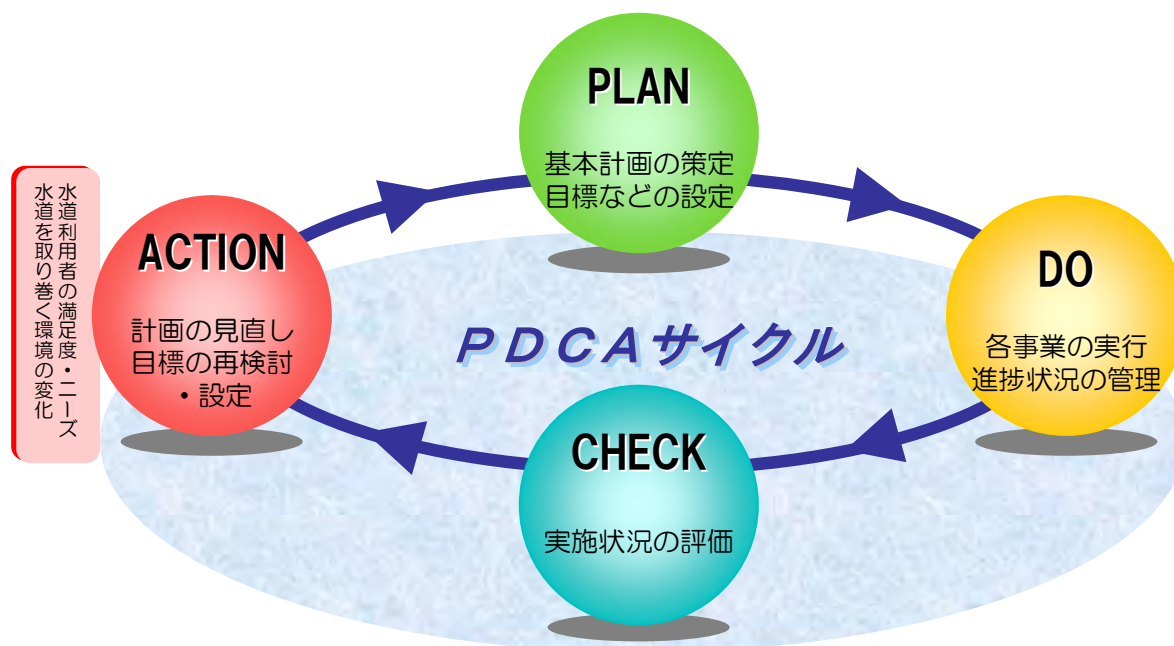 PLAN
基本計画の策定
目標などの設定
DO
各事業の実行
進捗状況の管理
CHECK
実施状況の評価
ACTION
計画の見直し
目標の再検討
・設定
水道利用者の満足度・ニーズ
水道を取り巻く環境の変化
PDCAサイクル